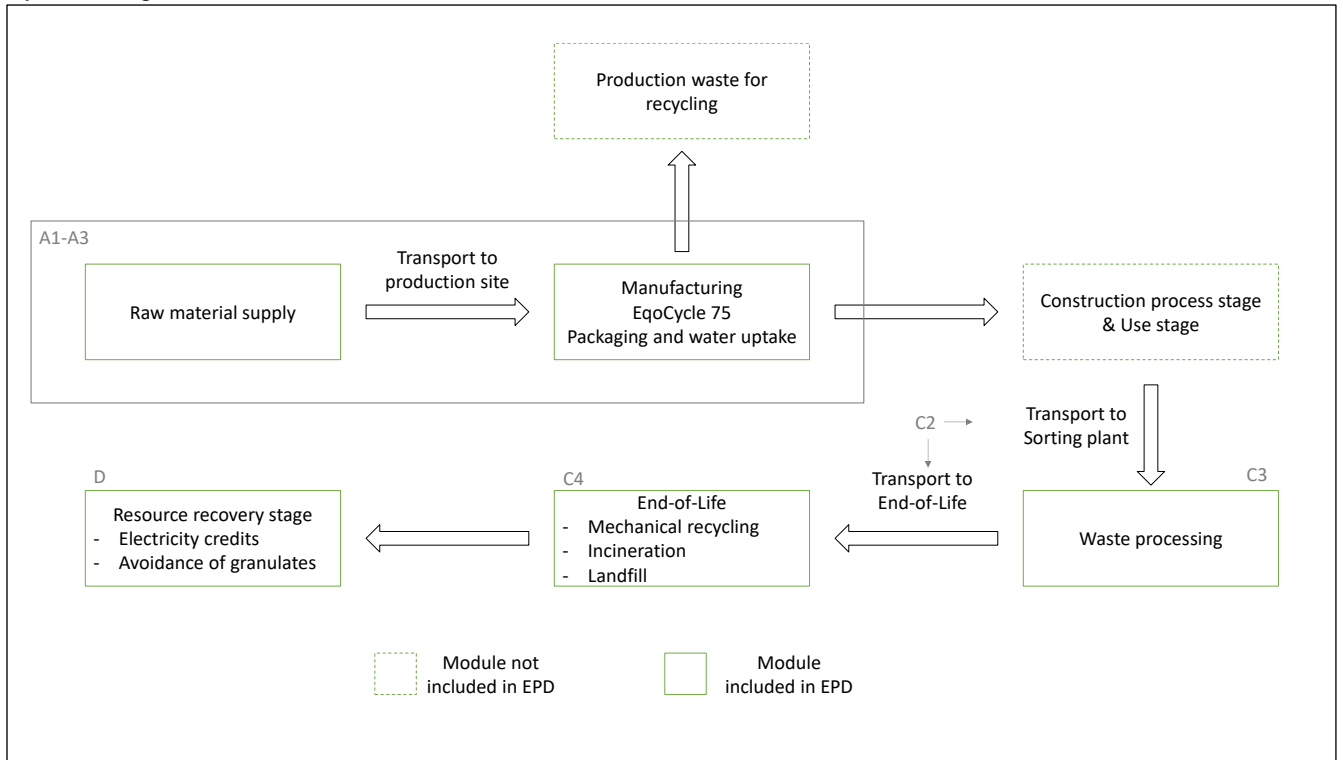 Production waste for
recycling
A1-A3
Transport to
production site
Raw material supply
Manufacturing
EqoCycle 75
Packaging and water uptake
Construction process stage
& Use stage
C2
Transport to
Sorting plant
D
Resource recovery stage
- Electricity credits
- Avoidance of granulates
C4
End-of-Life
- Mechanical recycling
- Incineration
- Landfill
Transport to
End-of-Life
C3
Waste processing
Module not
included in EPD
Module
included in EPD